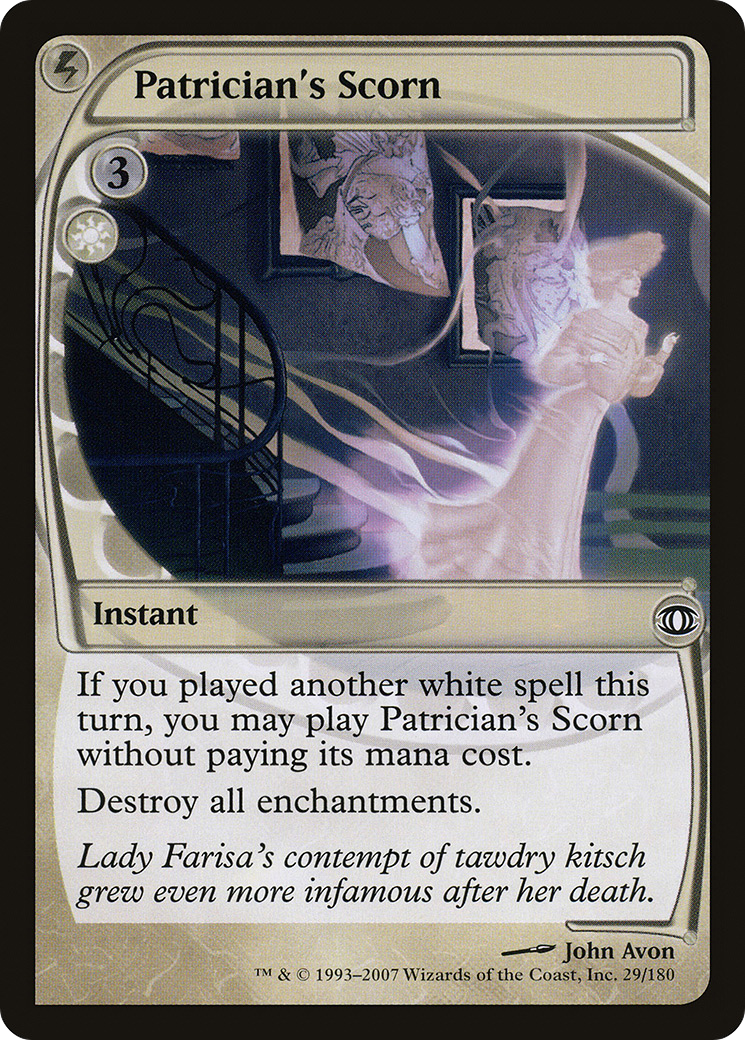 Patrician's Scorn
3
Instant
If you played another white spell this
turn, you may play Patrician's Scorn
without paying its mana cost.
Destroy all enchantments.
Lady Farisa's contempt of tawdry kitsch
grew even more infamous after her death.
John Avon
™ & © 1993–2007 Wizards of the Coast, Inc. 29/180